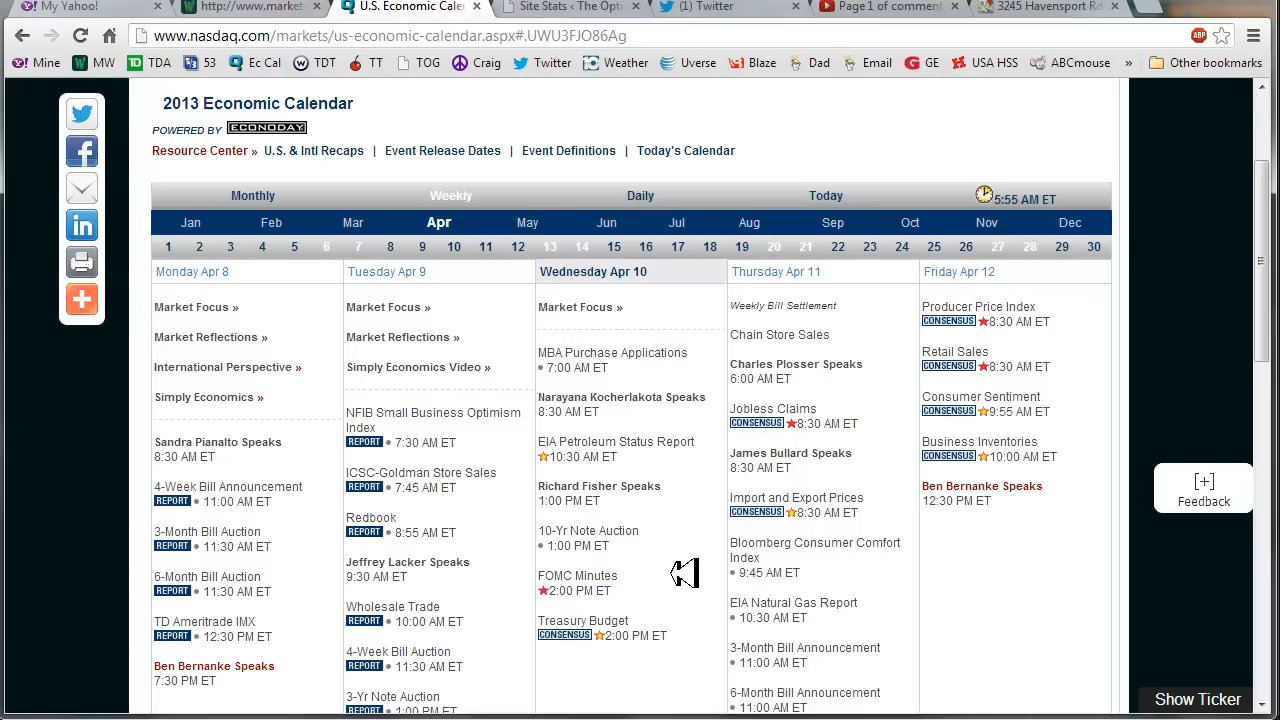 My Yahoo!
http://www.market
U.S. Economic Cale
Site Stats ‹ The Opti
(1) Twitter
Page 1 of comment
3245 Havensport Rd
www.nasdaq.com/markets/us-economic-calendar.aspx#.UWU3FJO86Ag
ABP
Mine MW TDA 53 Ec Cal TDT TT TOG Craig Twitter Weather Uverse Blaze Dad Email GE USA HSS ABCmouse » Other bookmarks
2013 Economic Calendar
POWERED BY ECONODAY
Resource Center » U.S. & Intl Recaps | Event Release Dates | Event Definitions | Today's Calendar
Monthly Weekly Daily Today 5:55 AM ET
Jan Feb Mar Apr May Jun Jul Aug Sep Oct Nov Dec
1 2 3 4 5 6 7 8 9 10 11 12 13 14 15 16 17 18 19 20 21 22 23 24 25 26 27 28 29 30
Monday Apr 8
Market Focus »
Market Reflections »
International Perspective »
Simply Economics »
Sandra Pianalto Speaks
8:30 AM ET
4-Week Bill Announcement
REPORT • 11:00 AM ET
3-Month Bill Auction
REPORT • 11:30 AM ET
6-Month Bill Auction
REPORT • 11:30 AM ET
TD Ameritrade IMX
REPORT • 12:30 PM ET
Ben Bernanke Speaks
7:30 PM ET
Tuesday Apr 9
Market Focus »
Market Reflections »
Simply Economics Video »
NFIB Small Business Optimism
Index
REPORT • 7:30 AM ET
ICSC-Goldman Store Sales
REPORT • 7:45 AM ET
Redbook
REPORT • 8:55 AM ET
Jeffrey Lacker Speaks
9:30 AM ET
Wholesale Trade
REPORT • 10:00 AM ET
4-Week Bill Auction
REPORT • 11:30 AM ET
3-Yr Note Auction
REPORT • 1:00 PM ET
Wednesday Apr 10
Market Focus »
MBA Purchase Applications
• 7:00 AM ET
Narayana Kocherlakota Speaks
8:30 AM ET
EIA Petroleum Status Report
10:30 AM ET
Richard Fisher Speaks
1:00 PM ET
10-Yr Note Auction
• 1:00 PM ET
FOMC Minutes
2:00 PM ET
Treasury Budget
CONSENSUS 2:00 PM ET
Thursday Apr 11
Weekly Bill Settlement
Chain Store Sales
Charles Plosser Speaks
6:00 AM ET
Jobless Claims
CONSENSUS 8:30 AM ET
James Bullard Speaks
8:30 AM ET
Import and Export Prices
CONSENSUS 8:30 AM ET
Bloomberg Consumer Comfort
Index
• 9:45 AM ET
EIA Natural Gas Report
• 10:30 AM ET
3-Month Bill Announcement
• 11:00 AM ET
6-Month Bill Announcement
• 11:00 AM ET
Friday Apr 12
Producer Price Index
CONSENSUS 8:30 AM ET
Retail Sales
CONSENSUS 8:30 AM ET
Consumer Sentiment
CONSENSUS 9:55 AM ET
Business Inventories
CONSENSUS 10:00 AM ET
Ben Bernanke Speaks
12:30 PM ET
[+]
Feedback
Show Ticker